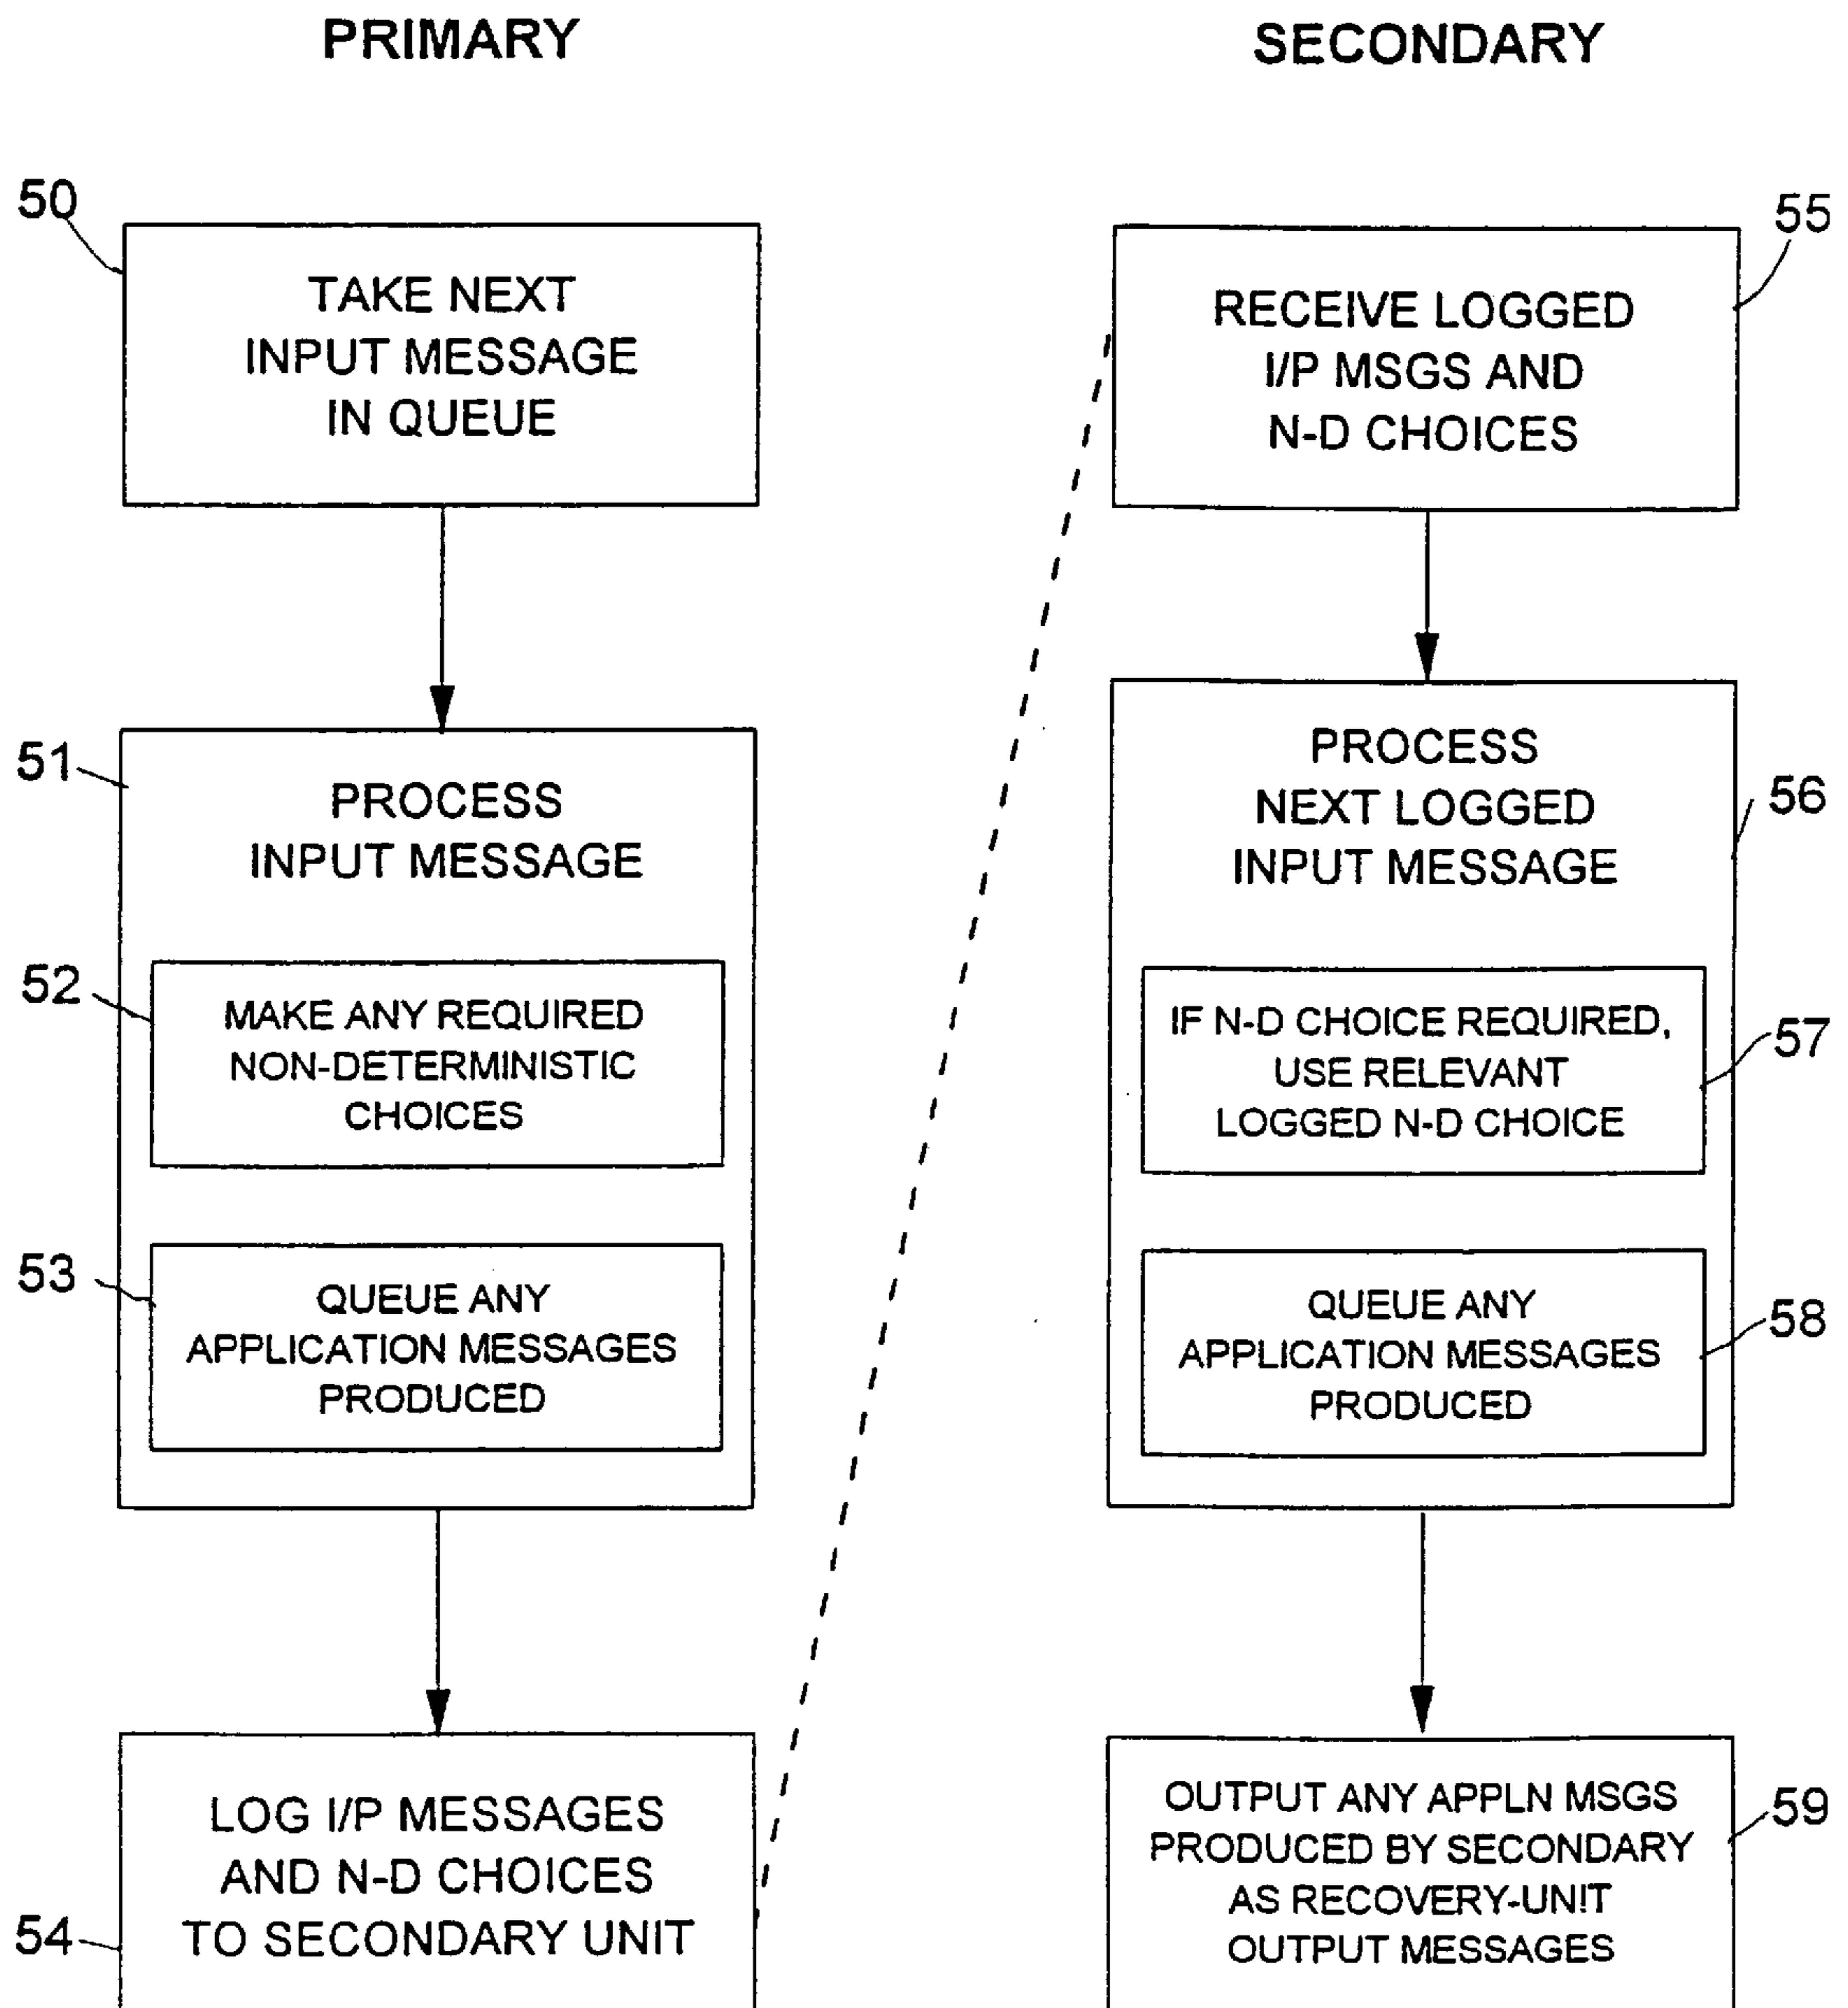 PRIMARY
50
TAKE NEXT
INPUT MESSAGE
IN QUEUE
51
PROCESS
INPUT MESSAGE
52
MAKE ANY REQUIRED
NON-DETERMINISTIC
CHOICES
53
QUEUE ANY
APPLICATION MESSAGES
PRODUCED
LOG I/P MESSAGES
AND N-D CHOICES
TO SECONDARY UNIT
54
SECONDARY
55
RECEIVE LOGGED
I/P MSGS AND
N-D CHOICES
PROCESS
NEXT LOGGED
INPUT MESSAGE
56
IF N-D CHOICE REQUIRED,
USE RELEVANT
LOGGED N-D CHOICE
57
QUEUE ANY
APPLICATION MESSAGES
PRODUCED
58
OUTPUT ANY APPLN MSGS
PRODUCED BY SECONDARY
AS RECOVERY-UNIT
OUTPUT MESSAGES
59